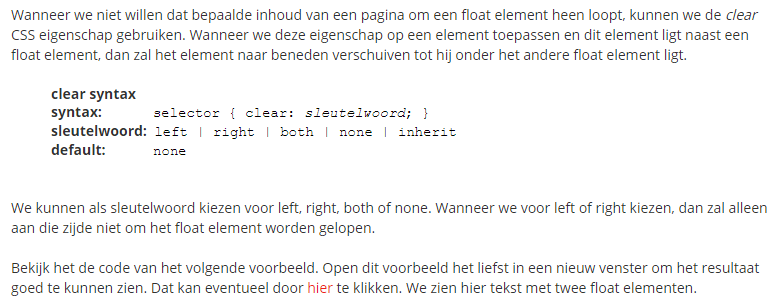 Wanneer we niet willen dat bepaalde inhoud van een pagina om een float element heen loopt, kunnen we de clear
CSS eigenschap gebruiken. Wanneer we deze eigenschap op een element toepassen en dit element ligt naast een
float element, dan zal het element naar beneden verschuiven tot hij onder het andere float element ligt.
clear syntax
syntax: selector { clear: sleutelwoord; }
sleutelwoord: left | right | both | none | inherit
default: none
We kunnen als sleutelwoord kiezen voor left, right, both of none. Wanneer we voor left of right kiezen, dan zal alleen
aan die zijde niet om het float element worden gelopen.
Bekijk het de code van het volgende voorbeeld. Open dit voorbeeld het liefst in een nieuw venster om het resultaat
goed te kunnen zien. Dat kan eventueel door hier te klikken. We zien hier tekst met twee float elementen.